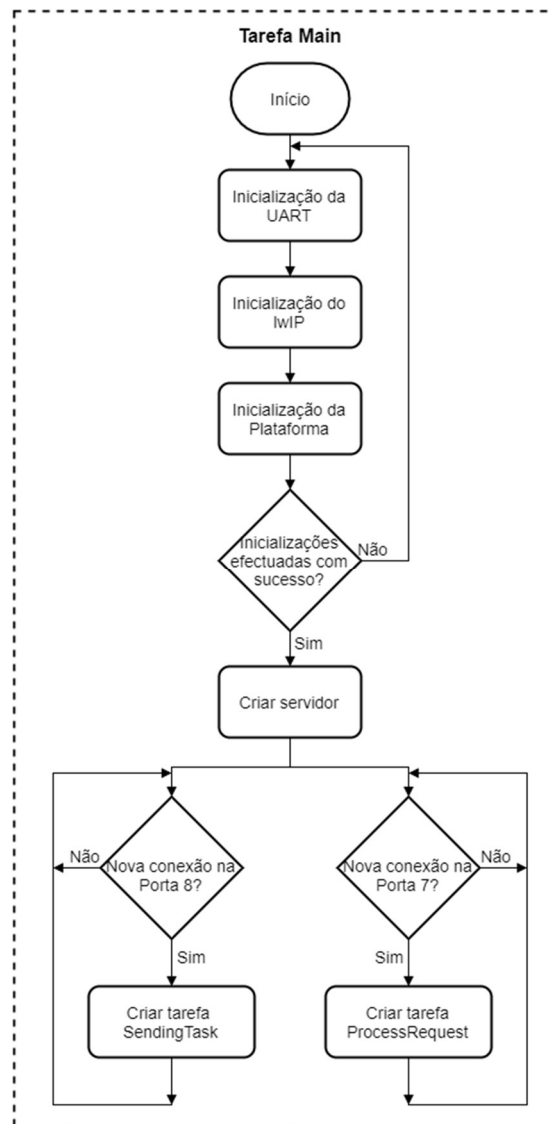 Tarefa Main
Início
Inicialização da
UART
Inicialização do
lwIP
Inicialização da
Plataforma
Inicializações
efectuadas com
sucesso?
Não
Sim
Criar servidor
Não
Nova conexão na
Porta 8?
Sim
Criar tarefa
SendingTask
Nova conexão na
Porta 7?
Não
Sim
Criar tarefa
ProcessRequest